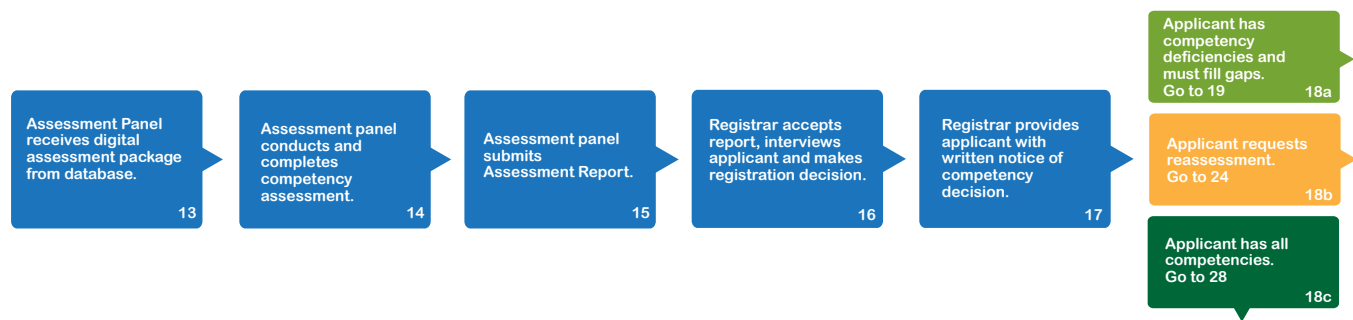 Assessment Panel
receives digital
assessment package
from database.
13
Assessment panel
conducts and
completes
competency
assessment.
14
Assessment panel
submits
Assessment Report.
15
Registrar accepts
report, interviews
applicant and makes
registration decision.
16
Registrar provides
applicant with
written notice of
competency
decision.
17
Applicant has
competency
deficiencies and
must fill gaps.
Go to 19
18a
Applicant requests
reassessment.
Go to 24
18b
Applicant has all
competencies.
Go to 28
18c